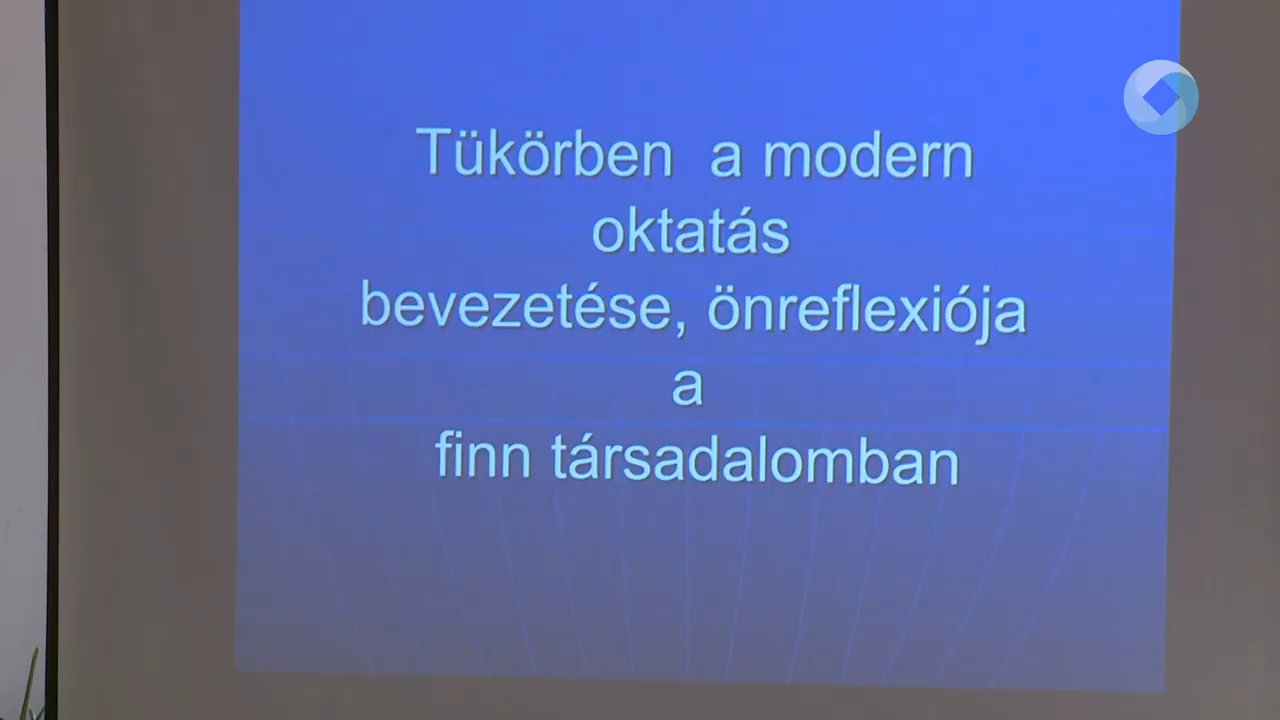 Tükörben a modern
oktatás
bevezetése, önreflexiója
a
finn társadalomban